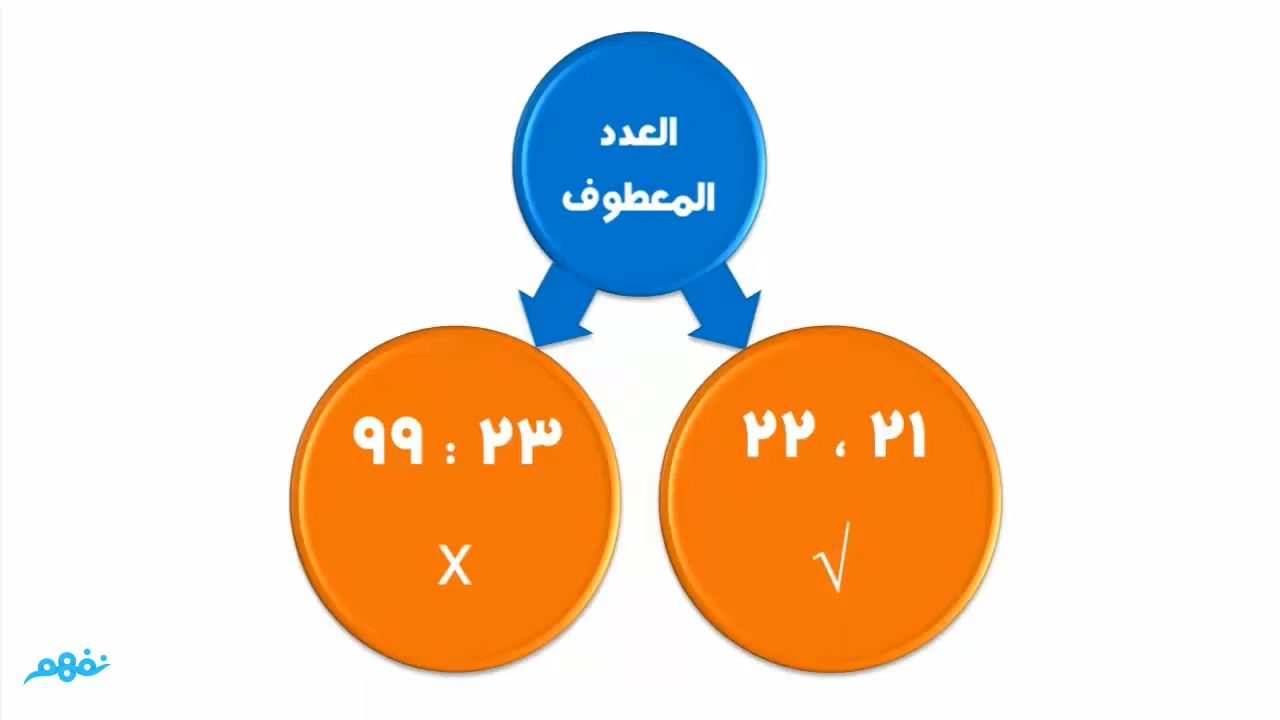 العدد
المعطوف
٢١ ، ٢٢
√
٢٣ : ٩٩
X
نفهم